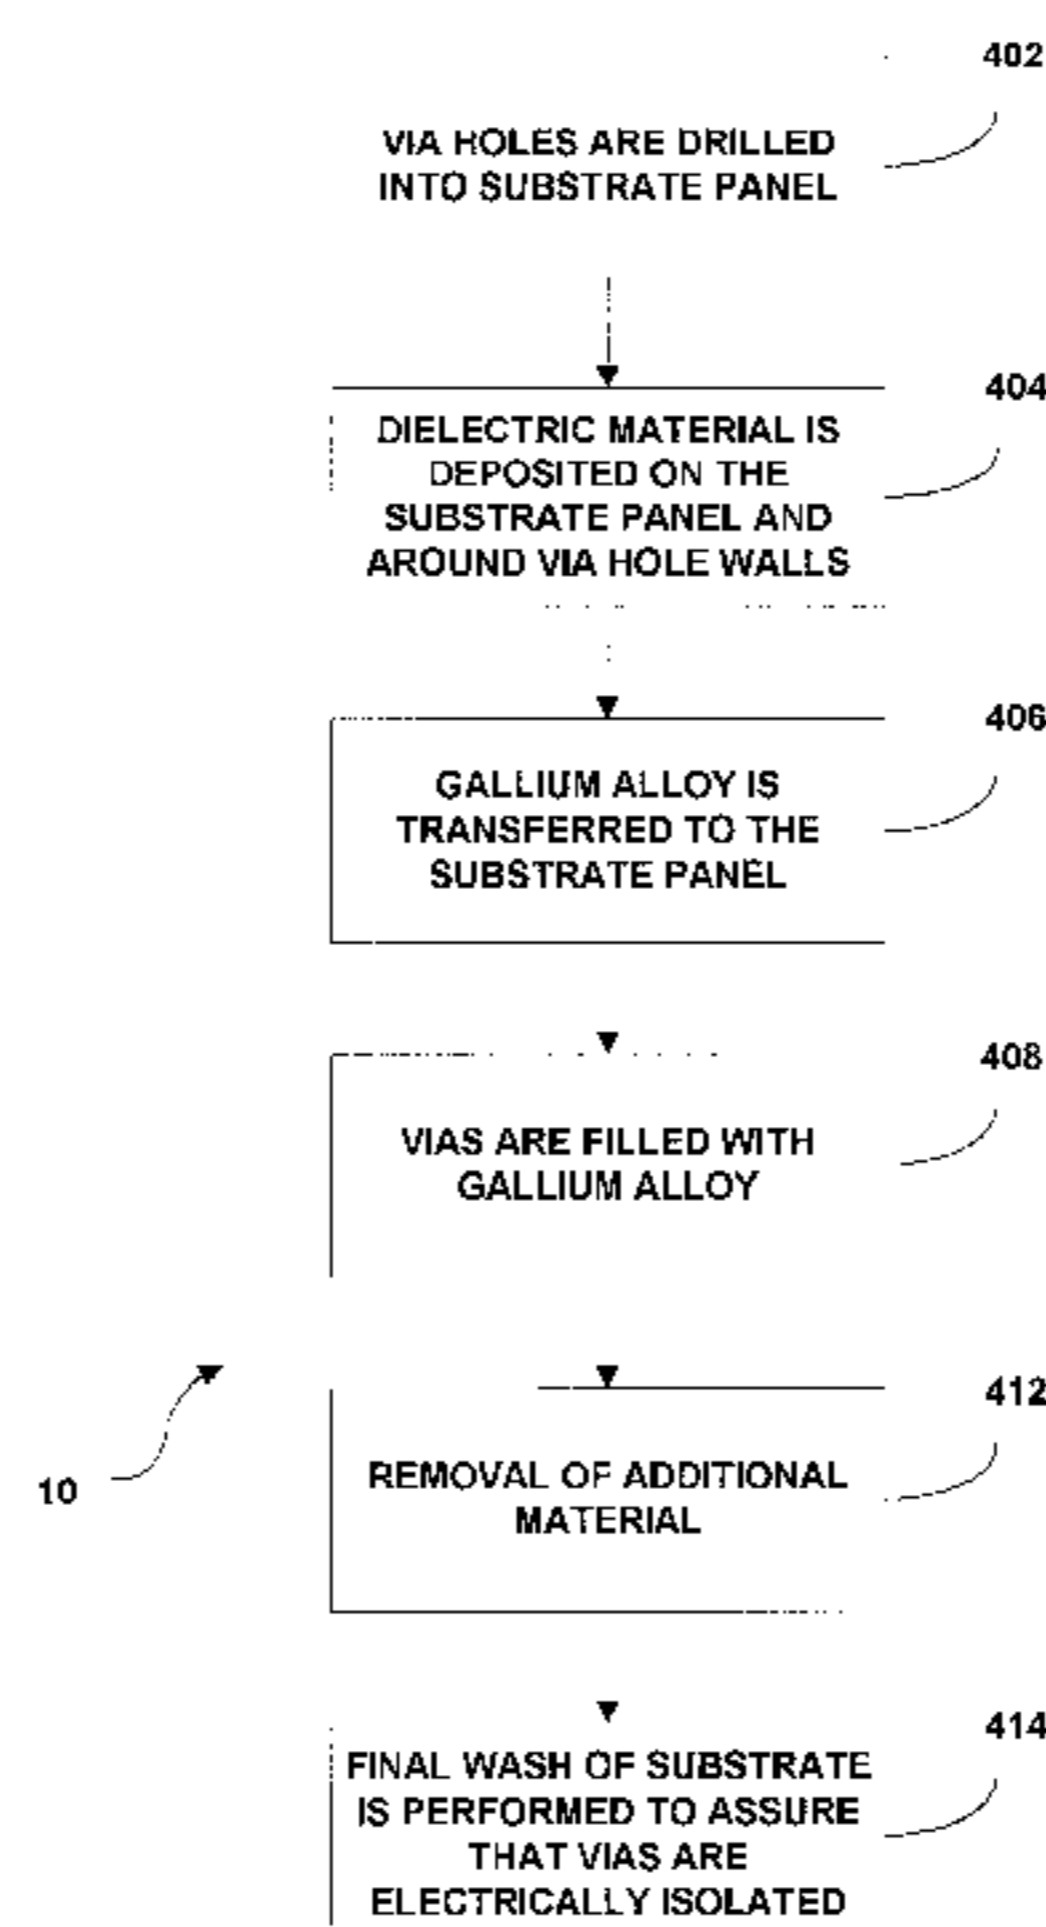 402
VIA HOLES ARE DRILLED
INTO SUBSTRATE PANEL
404
DIELECTRIC MATERIAL IS
DEPOSITED ON THE
SUBSTRATE PANEL AND
AROUND VIA HOLE WALLS
406
GALLIUM ALLOY IS
TRANSFERRED TO THE
SUBSTRATE PANEL
408
VIAS ARE FILLED WITH
GALLIUM ALLOY
412
REMOVAL OF ADDITIONAL
MATERIAL
10
414
FINAL WASH OF SUBSTRATE
IS PERFORMED TO ASSURE
THAT VIAS ARE
ELECTRICALLY ISOLATED